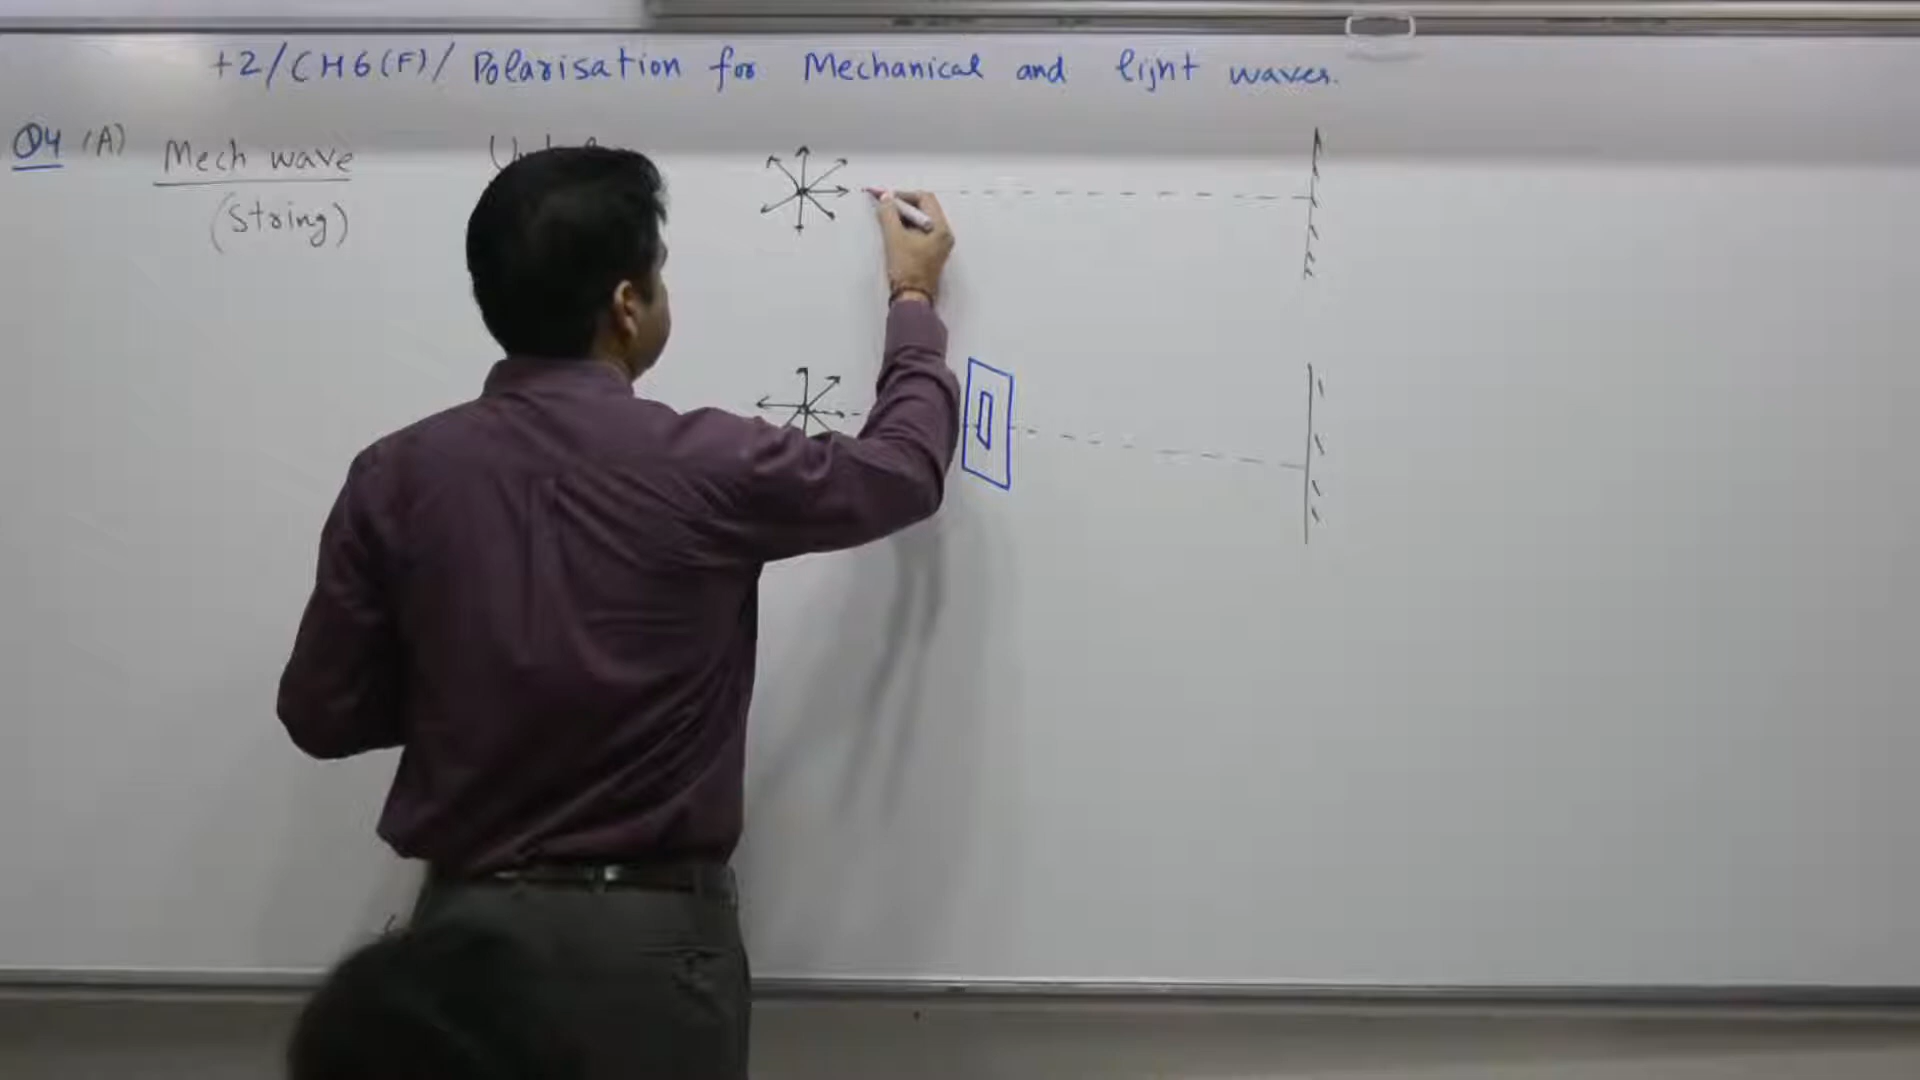 +2/CH6(F)/ Polarisation for Mechanical and light waves.
Q4 (A) Mech wave
(String)